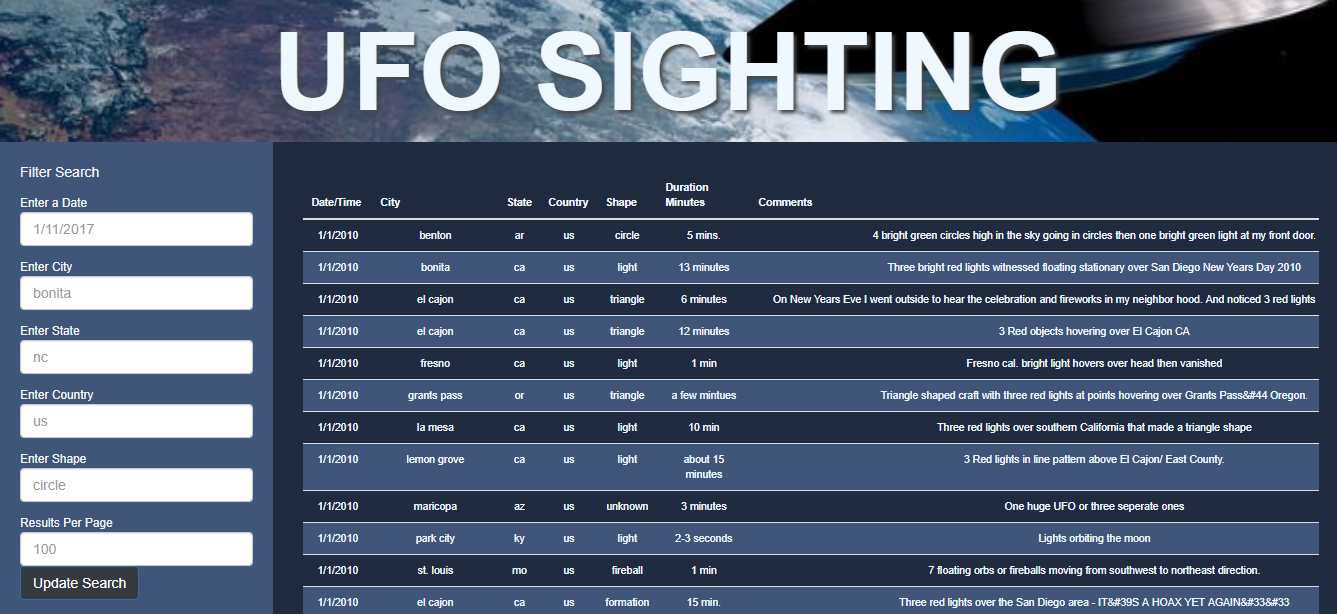 UFO SIGHTING
Filter Search
Enter a Date
1/11/2017
Enter City
bonita
Enter State
nc
Enter Country
us
Enter Shape
circle
Results Per Page
100
Update Search
Date/Time City State Country Shape Duration Minutes Comments
1/1/2010 benton ar us circle 5 mins. 4 bright green circles high in the sky going in circles then one bright green light at my front door.
1/1/2010 bonita ca us light 13 minutes Three bright red lights witnessed floating stationary over San Diego New Years Day 2010
1/1/2010 el cajon ca us triangle 6 minutes On New Years Eve I went outside to hear the celebration and fireworks in my neighbor hood. And noticed 3 red lights
1/1/2010 el cajon ca us triangle 12 minutes 3 Red objects hovering over El Cajon CA
1/1/2010 fresno ca us light 1 min Fresno cal. bright light hovers over head then vanished
1/1/2010 grants pass or us triangle a few mintues Triangle shaped craft with three red lights at points hovering over Grants Pass&#44 Oregon.
1/1/2010 la mesa ca us light 10 min Three red lights over southern California that made a triangle shape
1/1/2010 lemon grove ca us light about 15 minutes 3 Red lights in line pattern above El Cajon/ East County.
1/1/2010 maricopa az us unknown 3 minutes One huge UFO or three seperate ones
1/1/2010 park city ky us light 2-3 seconds Lights orbiting the moon
1/1/2010 st. louis mo us fireball 1 min 7 floating orbs or fireballs moving from southwest to northeast direction.
1/1/2010 el cajon ca us formation 15 min. Three red lights over the San Diego area - IT&#39S A HOAX YET AGAIN&#33&#33